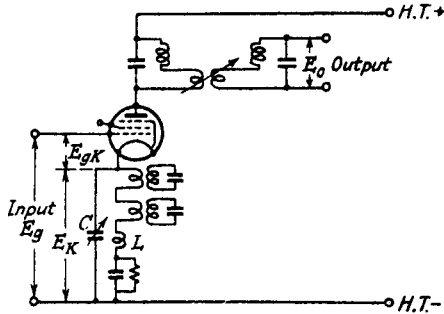 H.T.+
E₀ Output
EgK
Input
Eg
EK
C
L
H.T.-